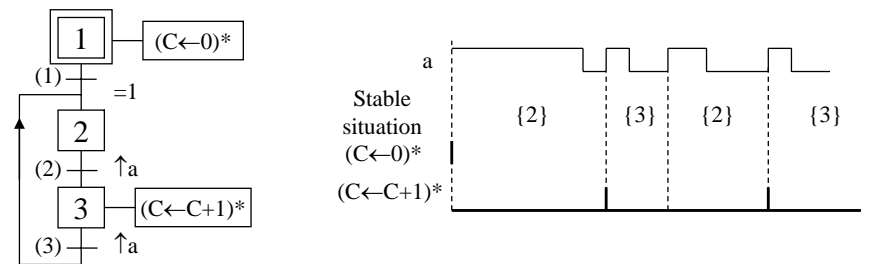 1 (C←0)*
(1) =1
2
(2) ↑a
3 (C←C+1)*
(3) ↑a
a
Stable
situation {2} {3} {2} {3}
(C←0)*
(C←C+1)*